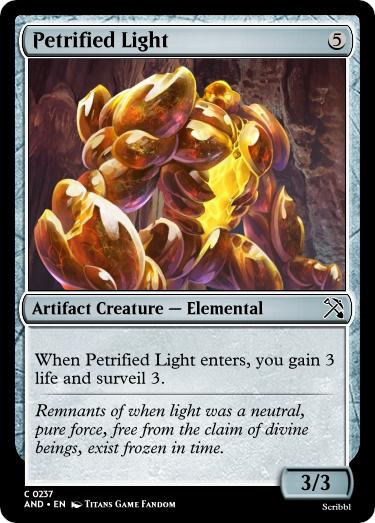 Petrified Light 5
Artifact Creature — Elemental
When Petrified Light enters, you gain 3
life and surveil 3.
Remnants of when light was a neutral,
pure force, free from the claim of divine
beings, exist frozen in time.
3/3
C 0237
AND • EN Titans Game Fandom
Scribbl